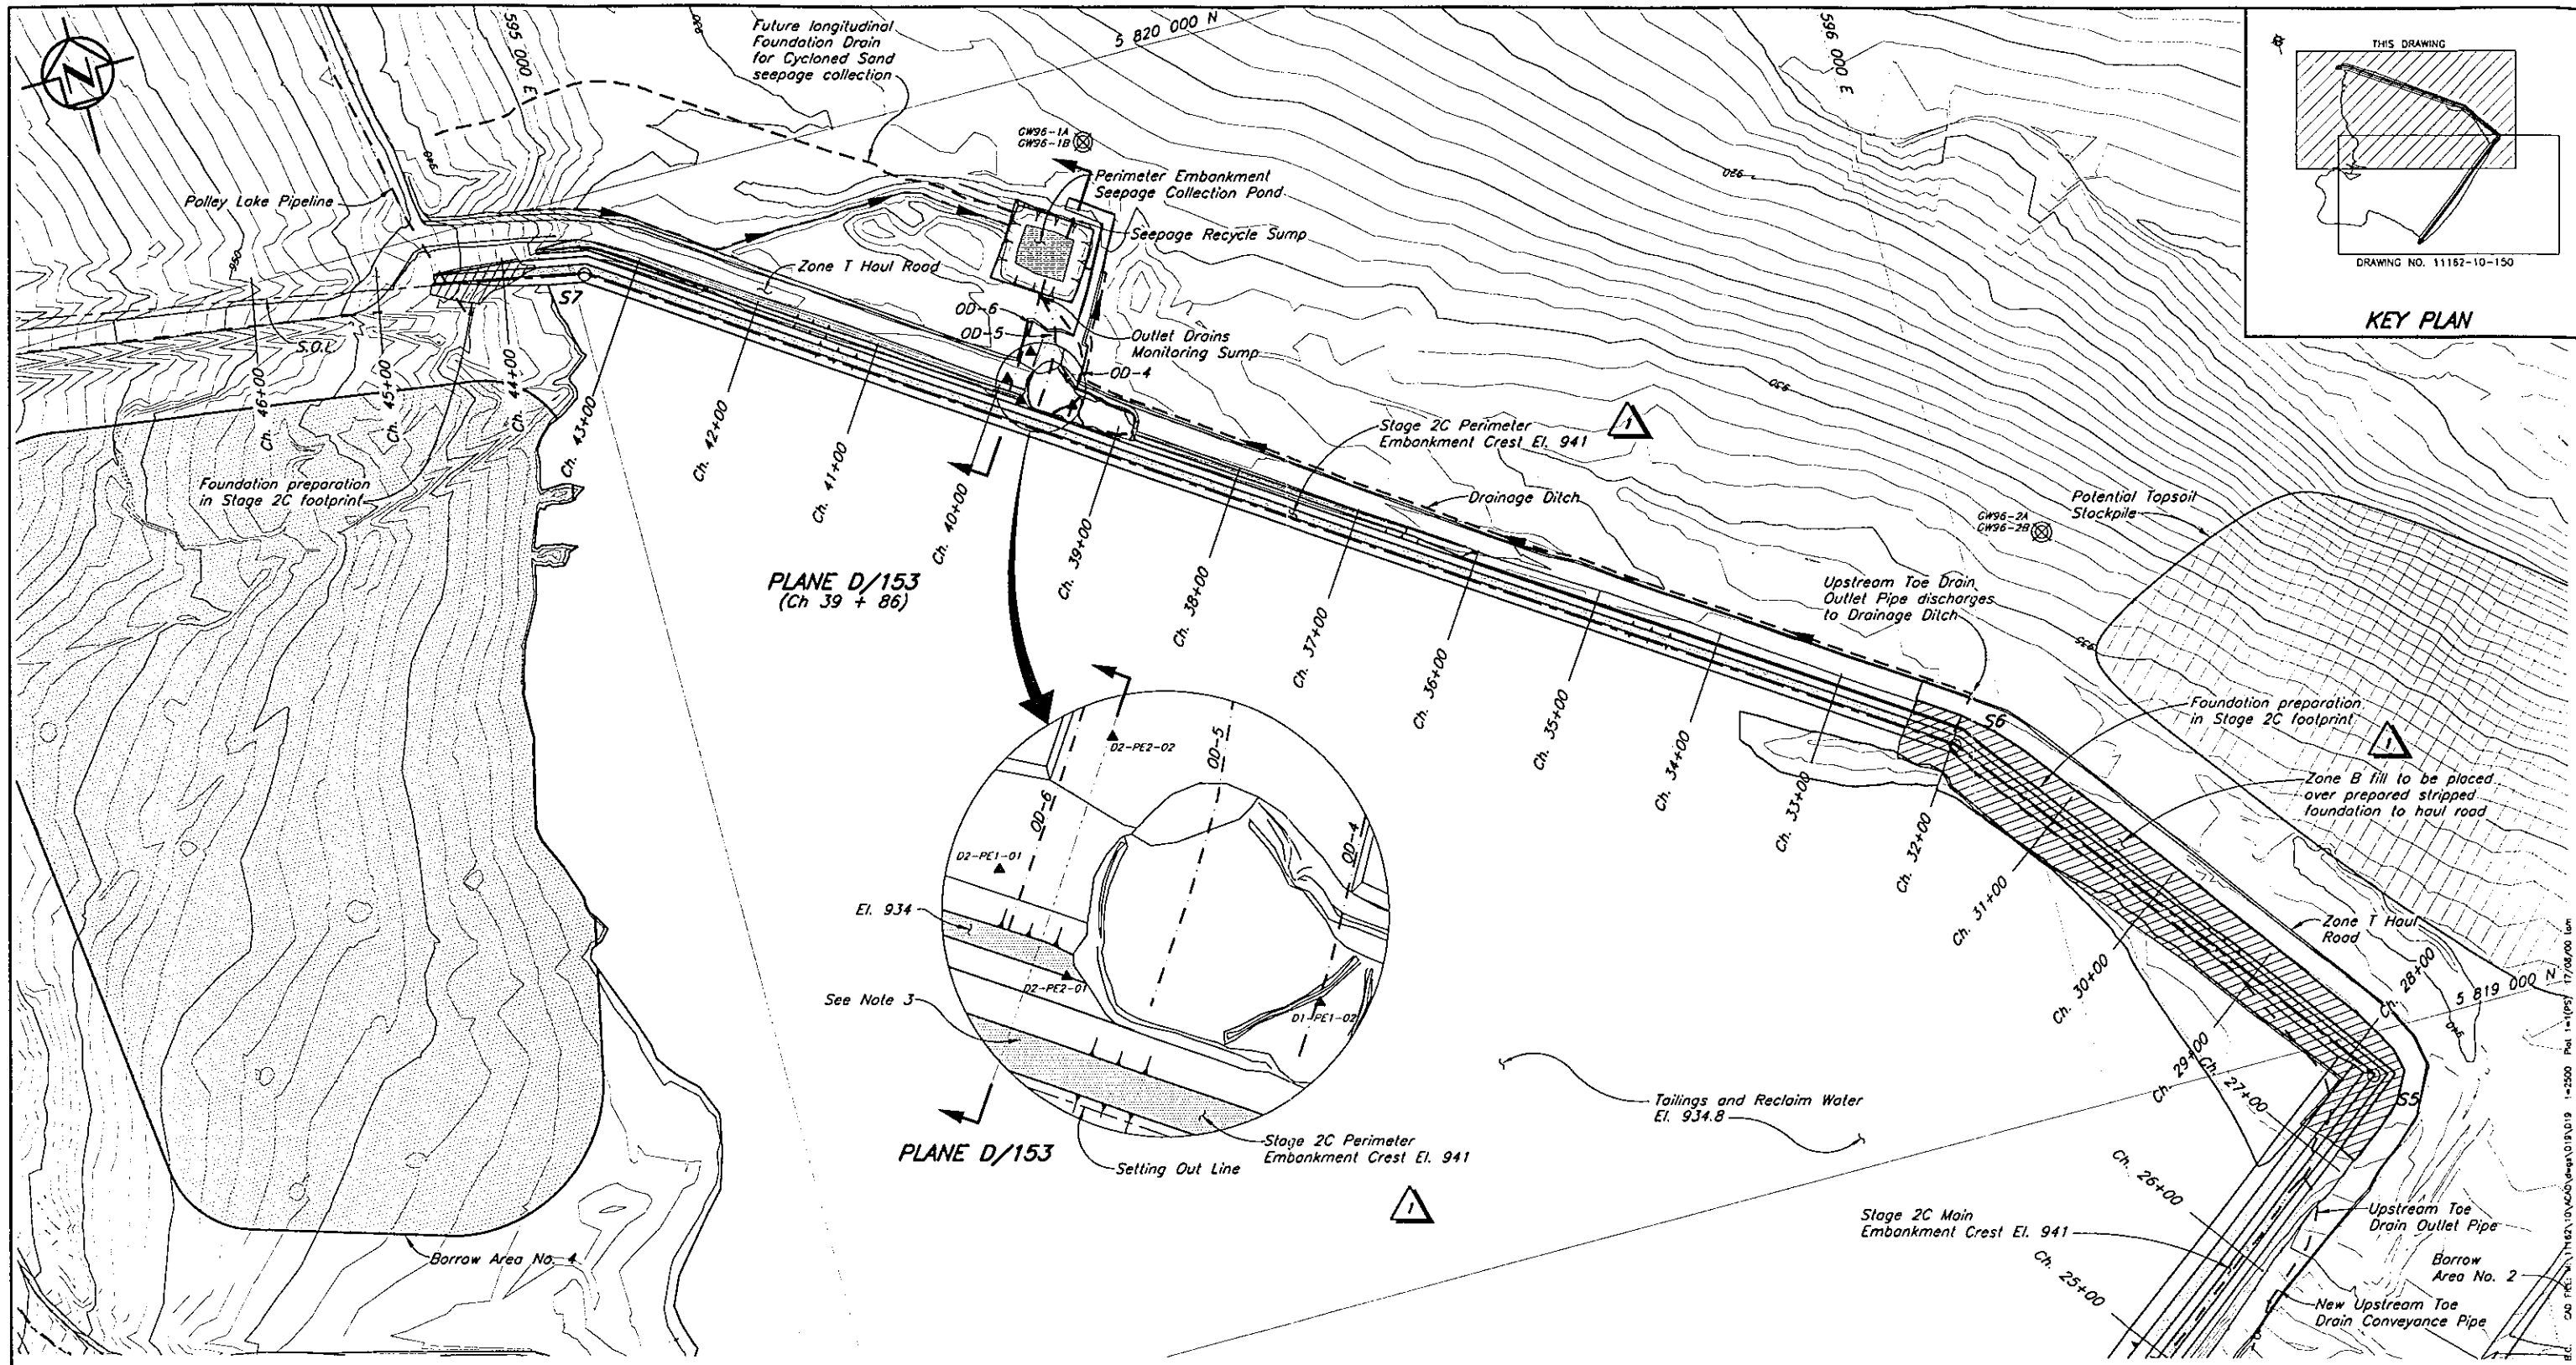 Future longitudinal
Foundation Drain
for Cycloned Sand
seepage collection
595 000 E
5 820 000 N
596 000 E
N
THIS DRAWING
DRAWING NO. 11162-10-150
KEY PLAN
GW96-1A
GW96-1B
Perimeter Embankment
Seepage Collection Pond
Seepage Recycle Sump
Polley Lake Pipeline
920
940
950
Zone T Haul Road
S7
S.O.L.
OD-6
OD-5
Outlet Drains
Monitoring Sump
OD-4
930
Ch. 46+00
Ch. 45+00
Ch. 44+00
Ch. 43+00
Ch. 42+00
Ch. 41+00
Ch. 40+00
Ch. 39+00
Ch. 38+00
Ch. 37+00
Ch. 36+00
Ch. 35+00
Ch. 34+00
Ch. 33+00
Ch. 32+00
Ch. 31+00
Ch. 30+00
Ch. 29+00
Ch. 28+00
Ch. 27+00
Ch. 26+00
Ch. 25+00
Foundation preparation
in Stage 2C footprint
Stage 2C Perimeter
Embankment Crest El. 941
1
Drainage Ditch
GW96-2A
GW96-2B
Potential Topsoil
Stockpile
PLANE D/153
(Ch 39 + 86)
Upstream Toe Drain
Outlet Pipe discharges
to Drainage Ditch
935
Foundation preparation
in Stage 2C footprint
1
S6
Zone B fill to be placed
over prepared stripped
foundation to haul road
OD-5
D2-PE2-02
OD-6
OD-4
D2-PE1-01
El. 934
See Note 3
D2-PE2-01
D1-PE1-02
Zone T Haul
Road
5 819 000 N
940
S5
Tailings and Reclaim Water
El. 934.8
PLANE D/153
Setting Out Line
Stage 2C Perimeter
Embankment Crest El. 941
1
Borrow Area No. 4
Stage 2C Main
Embankment Crest El. 941
Upstream Toe
Drain Outlet Pipe
Borrow
Area No. 2
New Upstream Toe
Drain Conveyance Pipe